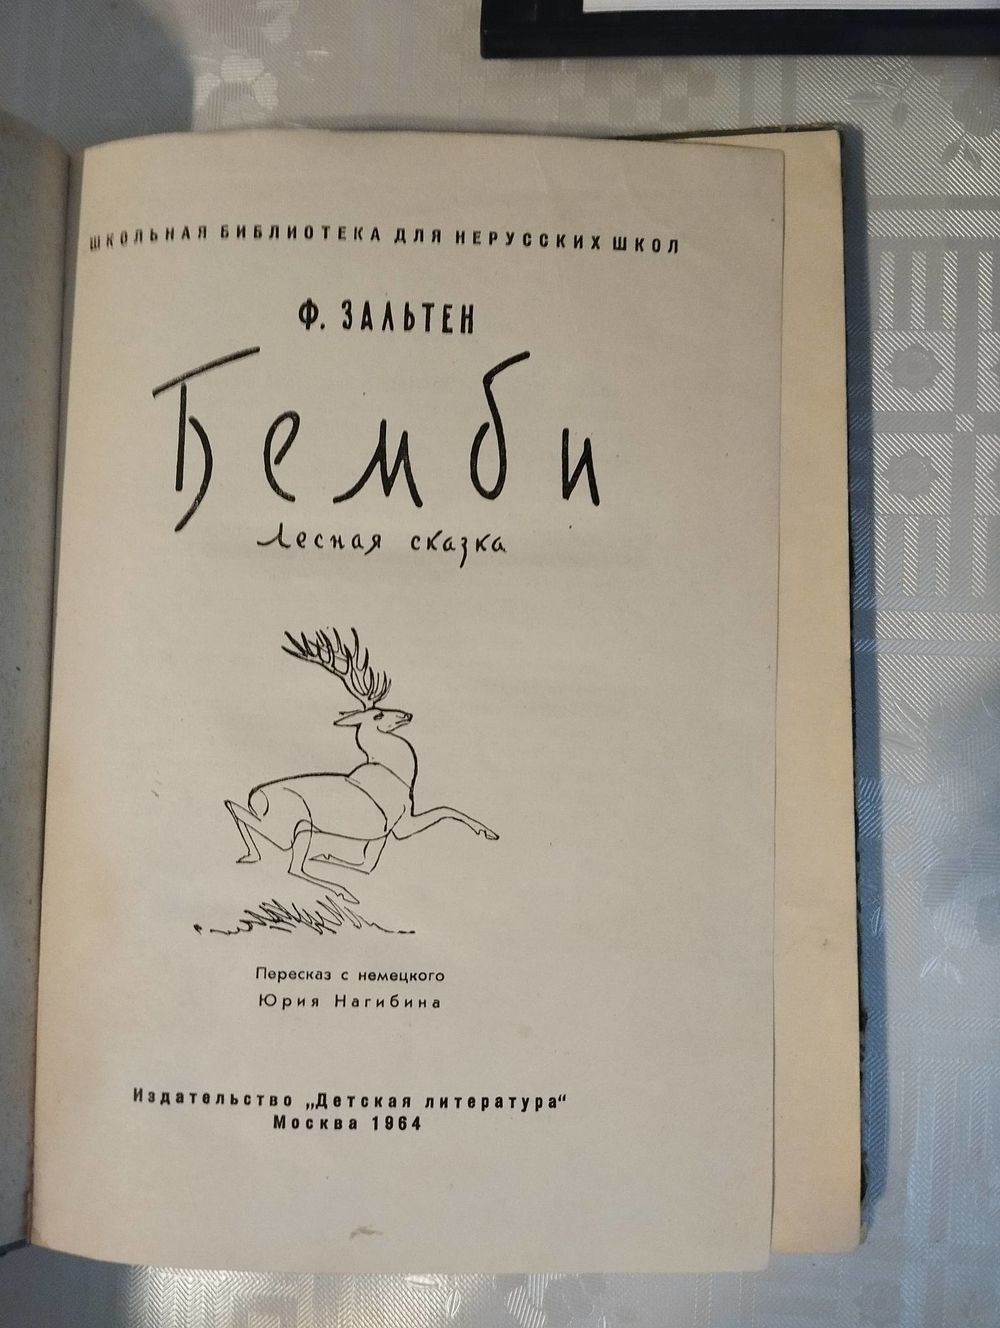 ШКОЛЬНАЯ БИБЛИОТЕКА ДЛЯ НЕРУССКИХ ШКОЛ
Ф. ЗАЛЬТЕН
Бемби
Лесная сказка
Пересказ с немецкого
Юрия Нагибина
Издательство „Детская литература“
Москва 1964